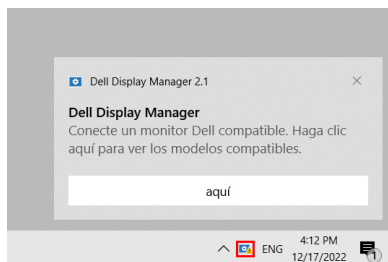 Dell Display Manager 2.1
Dell Display Manager
Conecte un monitor Dell compatible. Haga clic
aquí para ver los modelos compatibles.
aquí
ENG
4:12 PM
12/17/2022
1